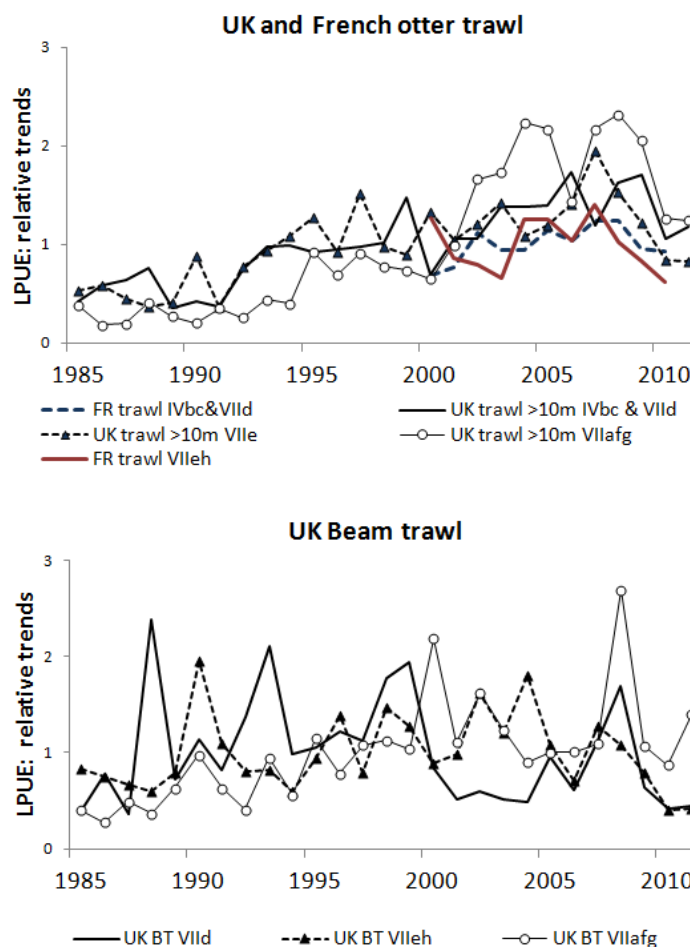 UK and French otter trawl
3
2
1
0
LPUE: relative trends
1985 1990 1995 2000 2005 2010
FR trawl IVbc&VIId UK trawl >10m IVbc & VIId
UK trawl >10m VIIe UK trawl >10m VIIafg
FR trawl VIIeh
UK Beam trawl
3
2
1
0
LPUE: relative trends
1985 1990 1995 2000 2005 2010
UK BT VIId UK BT VIIeh UK BT VIIafg